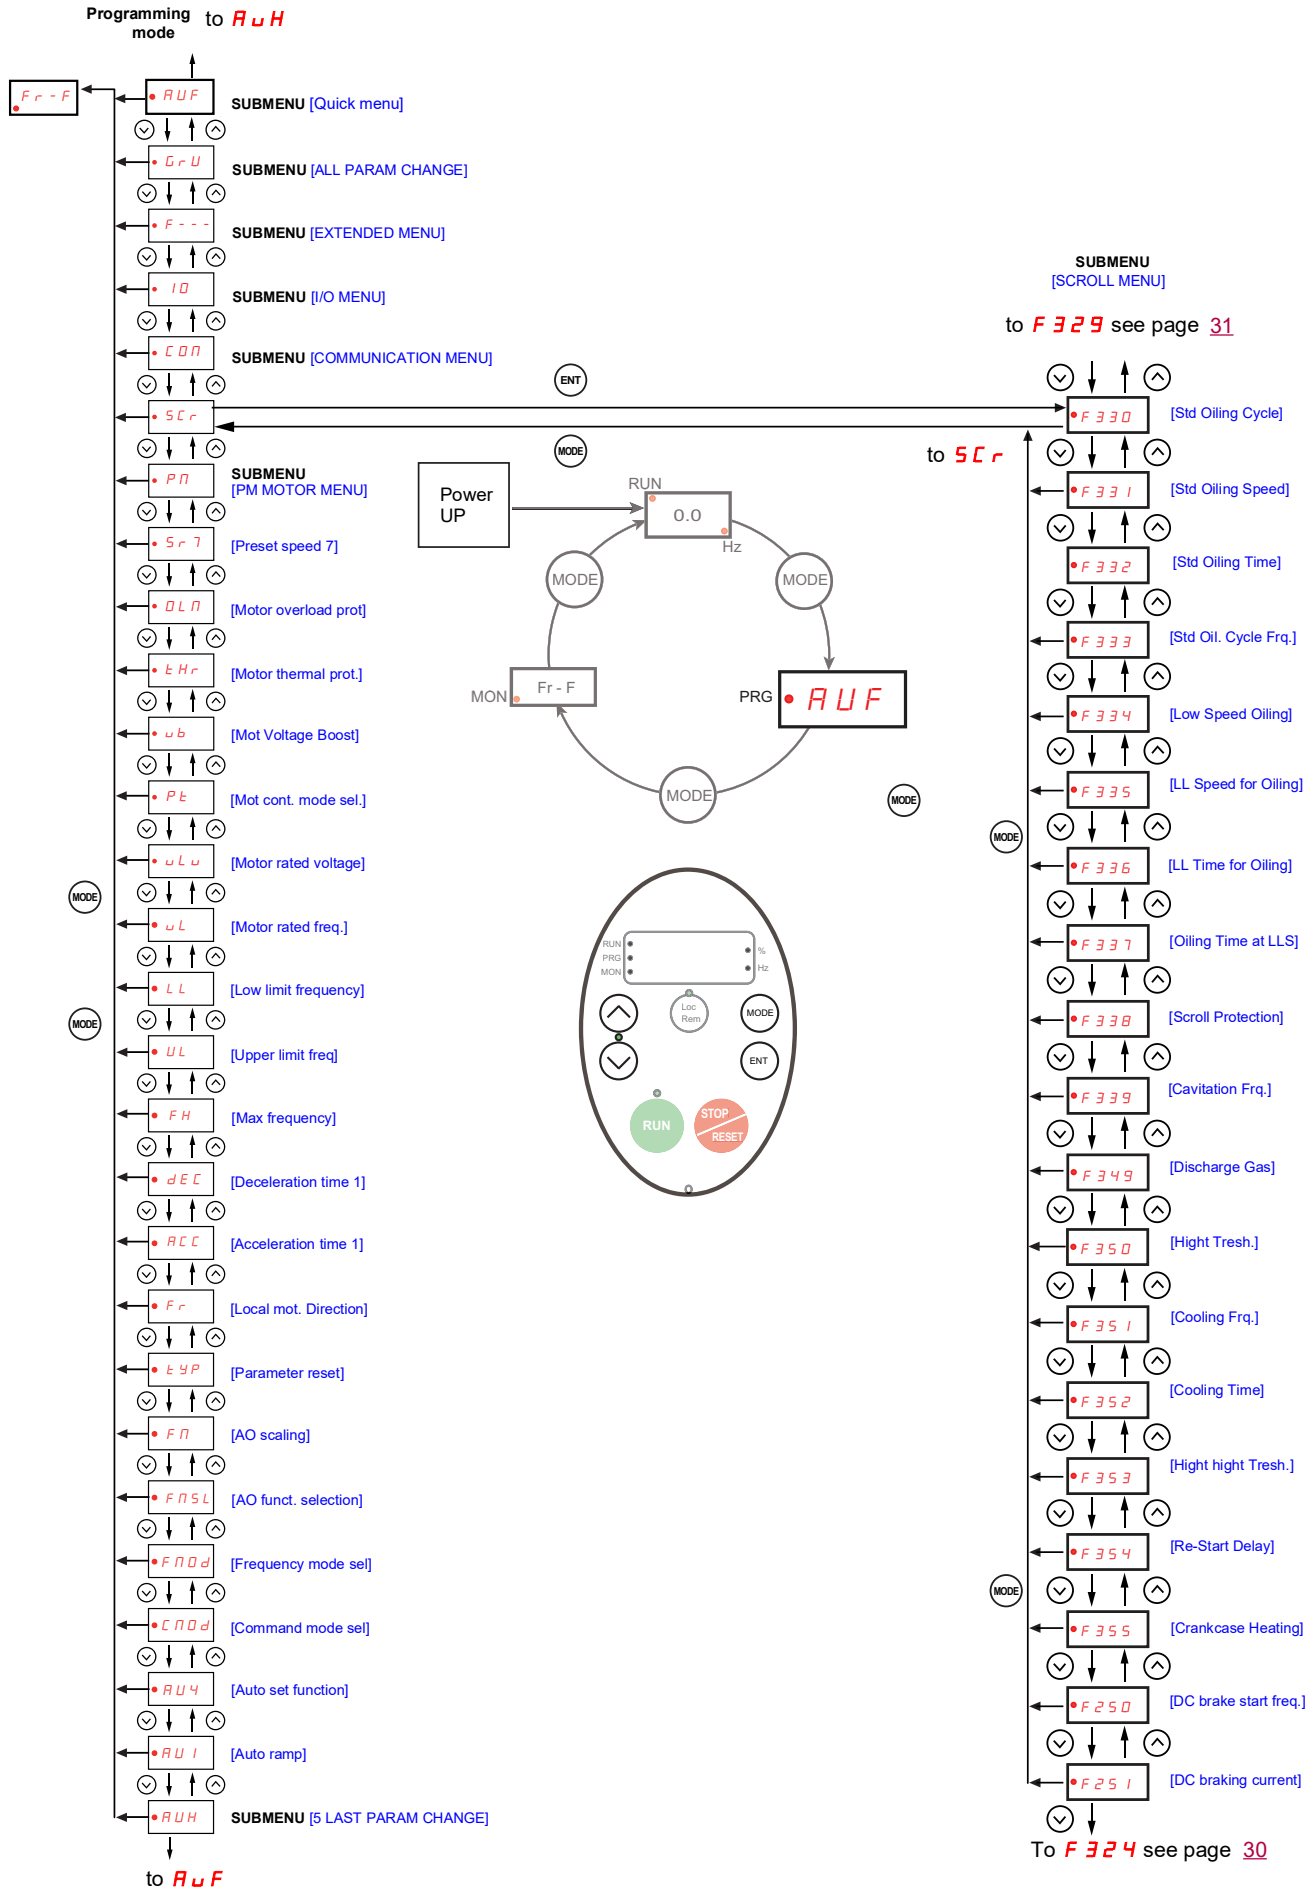 Programming
mode
to AuH
Fr-F
AUF
SUBMENU [Quick menu]
GrU
SUBMENU [ALL PARAM CHANGE]
F---
SUBMENU [EXTENDED MENU]
IO
SUBMENU [I/O MENU]
COM
SUBMENU [COMMUNICATION MENU]
SCr
PM
SUBMENU
[PM MOTOR MENU]
Sr7
[Preset speed 7]
OLM
[Motor overload prot]
tHr
[Motor thermal prot.]
ub
[Mot Voltage Boost]
Pt
[Mot cont. mode sel.]
uLu
[Motor rated voltage]
MODE
uL
[Motor rated freq.]
LL
[Low limit frequency]
MODE
UL
[Upper limit freq]
FH
[Max frequency]
dEC
[Deceleration time 1]
ACC
[Acceleration time 1]
Fr
[Local mot. Direction]
tYP
[Parameter reset]
FM
[AO scaling]
FMSL
[AO funct. selection]
FMOd
[Frequency mode sel]
CMOd
[Command mode sel]
AU4
[Auto set function]
AU1
[Auto ramp]
AUH
SUBMENU [5 LAST PARAM CHANGE]
to AuF
ENT
MODE
Power
UP
RUN
0.0
Hz
MODE
MODE
MON
Fr - F
PRG
AUF
MODE
MODE
RUN
PRG
MON
%
Hz
Loc
Rem
MODE
ENT
RUN
STOP
RESET
SUBMENU
[SCROLL MENU]
to F329 see page 31
F330
[Std Oiling Cycle]
to SCr
F331
[Std Oiling Speed]
F332
[Std Oiling Time]
F333
[Std Oil. Cycle Frq.]
F334
[Low Speed Oiling]
F335
[LL Speed for Oiling]
MODE
F336
[LL Time for Oiling]
F337
[Oiling Time at LLS]
F338
[Scroll Protection]
F339
[Cavitation Frq.]
F349
[Discharge Gas]
F350
[Hight Tresh.]
F351
[Cooling Frq.]
F352
[Cooling Time]
F353
[Hight hight Tresh.]
F354
[Re-Start Delay]
MODE
F355
[Crankcase Heating]
F250
[DC brake start freq.]
F251
[DC braking current]
To F324 see page 30